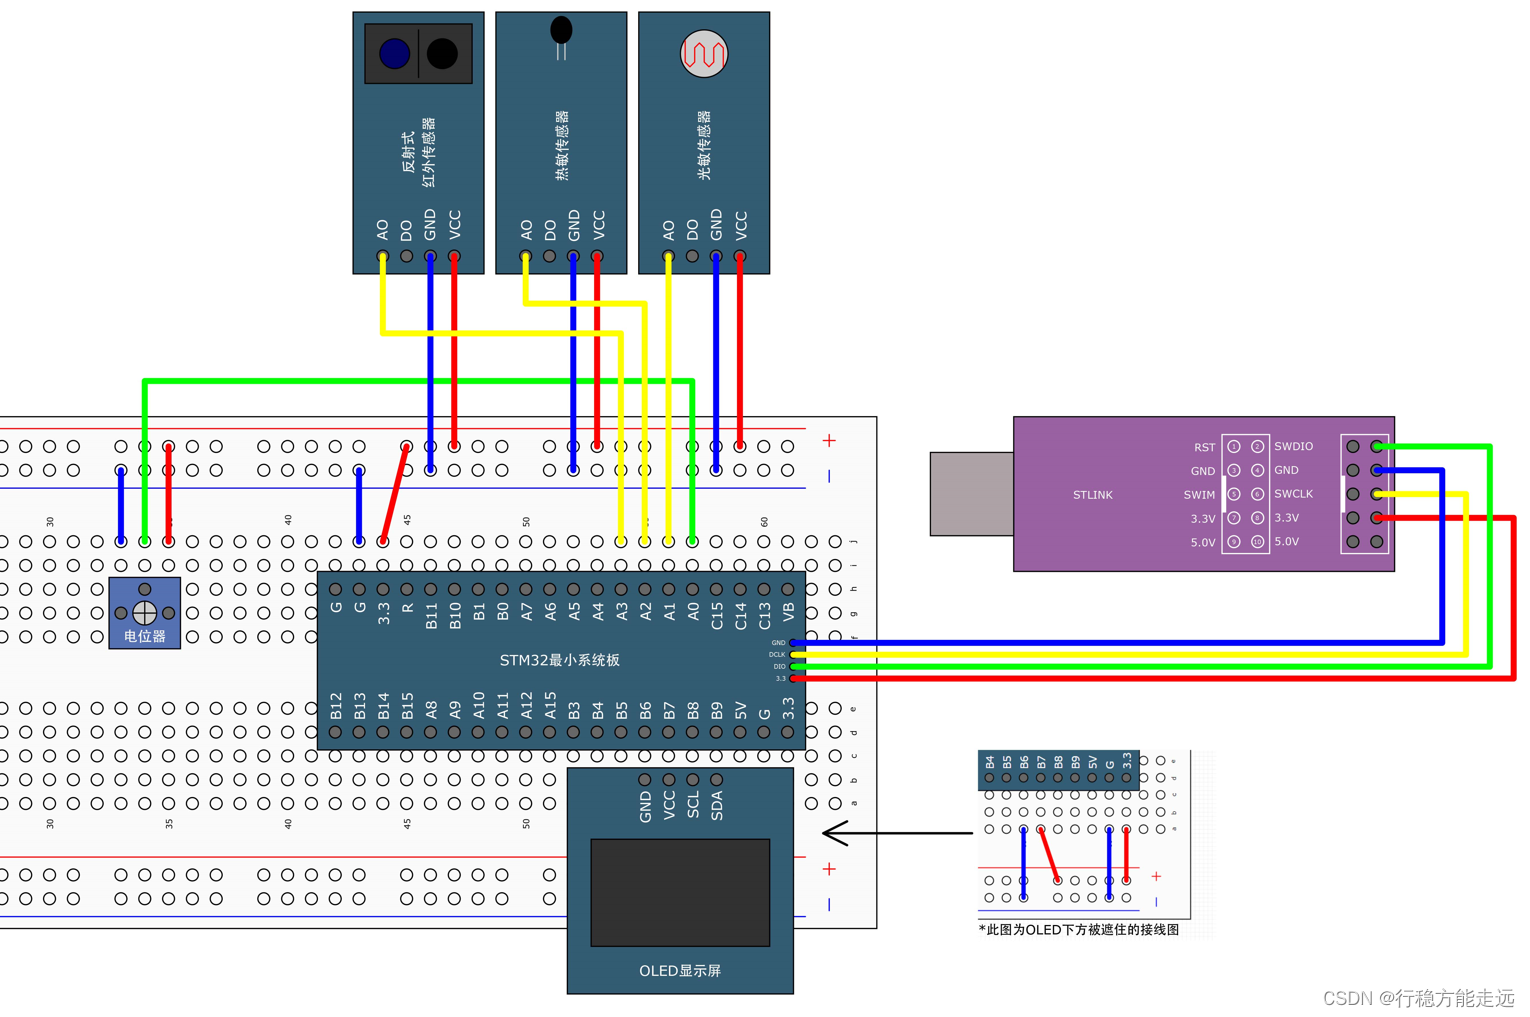 反射式
红外传感器
AO DO GND VCC
热敏传感器
AO DO GND VCC
光敏传感器
AO DO GND VCC
+
−
30 40 45 50 60
j
i
h
g
f
电位器
G G 3.3 R B11 B10 B1 B0 A7 A6 A5 A4 A3 A2 A1 A0 C15 C14 C13 VB
GND
DCLK
DIO
3.3
STM32最小系统板
B12 B13 B14 B15 A8 A9 A10 A11 A12 A15 B3 B4 B5 B6 B7 B8 B9 5V G 3.3
e
d
c
b
a
30 35 40 45 50
+
−
GND VCC SCL SDA
OLED显示屏
STLINK
RST 1 2 SWDIO
GND 3 4 GND
SWIM 5 6 SWCLK
3.3V 7 8 3.3V
5.0V 9 10 5.0V
B4 B5 B6 B7 B8 B9 5V G 3.3
e
d
c
b
a
+
−
*此图为OLED下方被遮住的接线图
CSDN @行稳方能走远